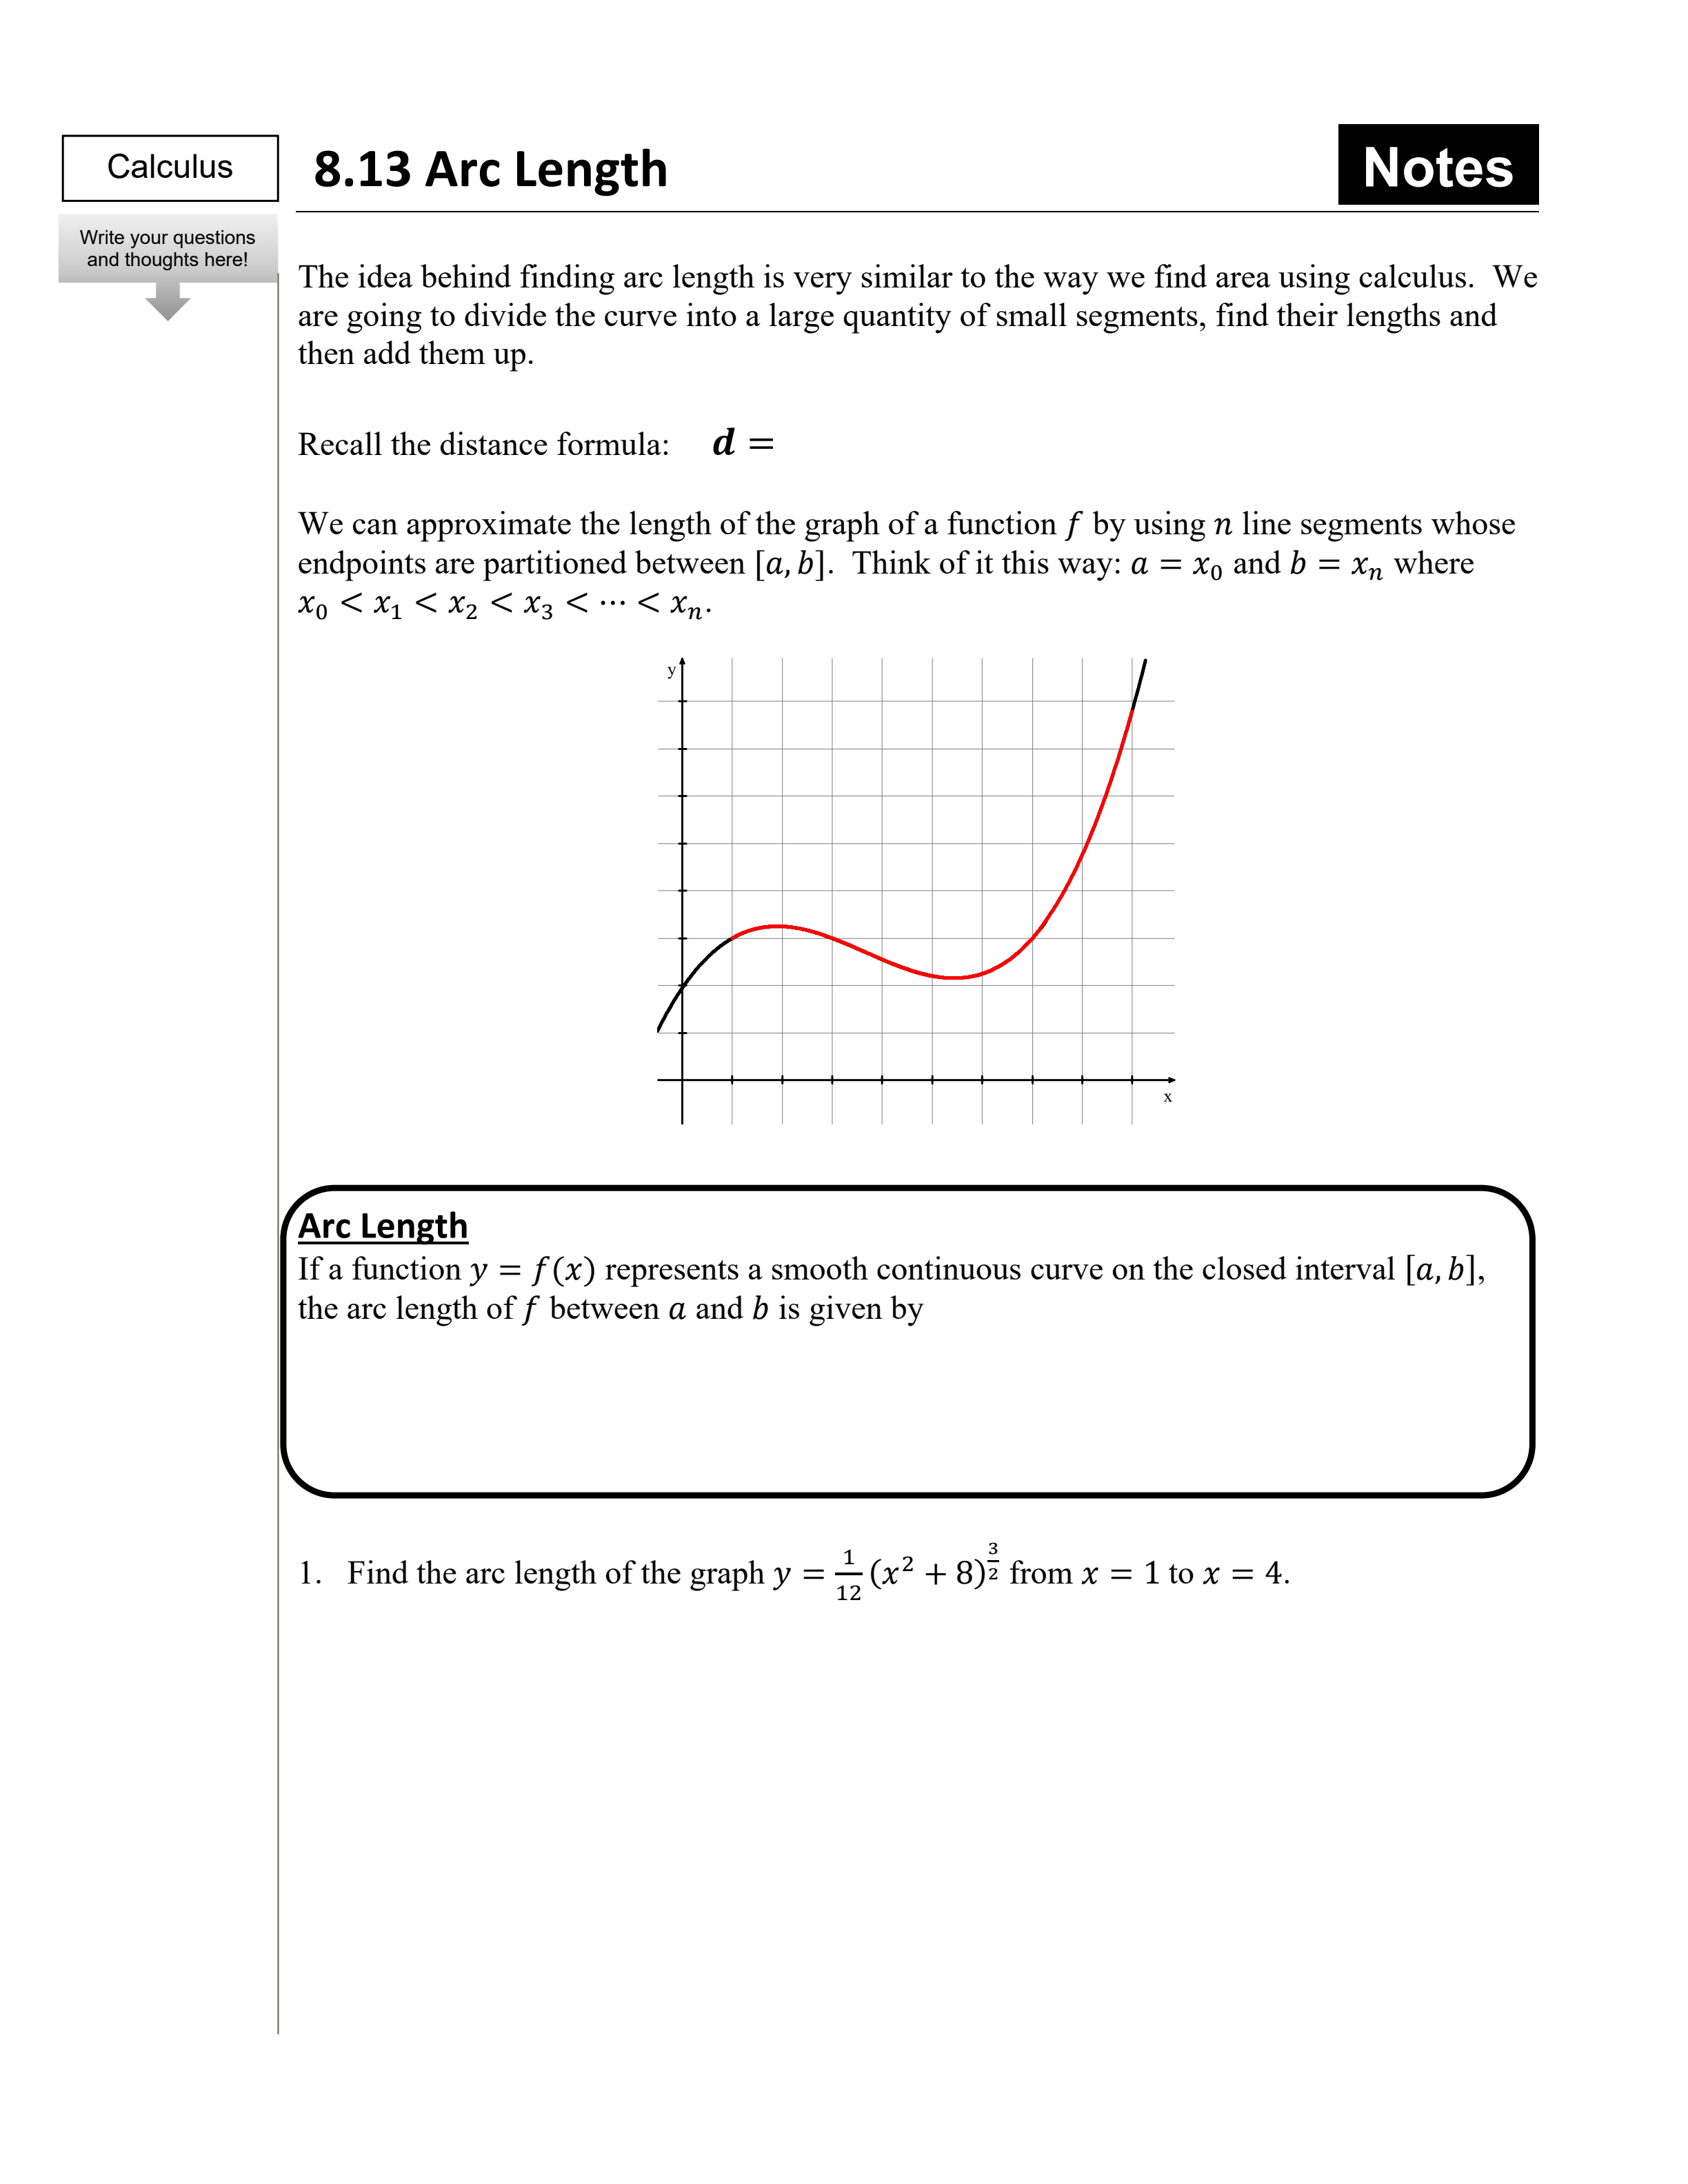 Calculus
8.13 Arc Length
Notes
Write your questions
and thoughts here!
The idea behind finding arc length is very similar to the way we find area using calculus. We
are going to divide the curve into a large quantity of small segments, find their lengths and
then add them up.
Recall the distance formula: 𝒅 =
We can approximate the length of the graph of a function 𝑓 by using 𝑛 line segments whose
endpoints are partitioned between [𝑎, 𝑏]. Think of it this way: 𝑎 = 𝑥₀ and 𝑏 = 𝑥ₙ where
𝑥₀ < 𝑥₁ < 𝑥₂ < 𝑥₃ < ⋯ < 𝑥ₙ.
y
x
Arc Length
If a function 𝑦 = 𝑓(𝑥) represents a smooth continuous curve on the closed interval [𝑎, 𝑏],
the arc length of 𝑓 between 𝑎 and 𝑏 is given by
1. Find the arc length of the graph 𝑦 = 1/12 (𝑥² + 8)^(3/2) from 𝑥 = 1 to 𝑥 = 4.